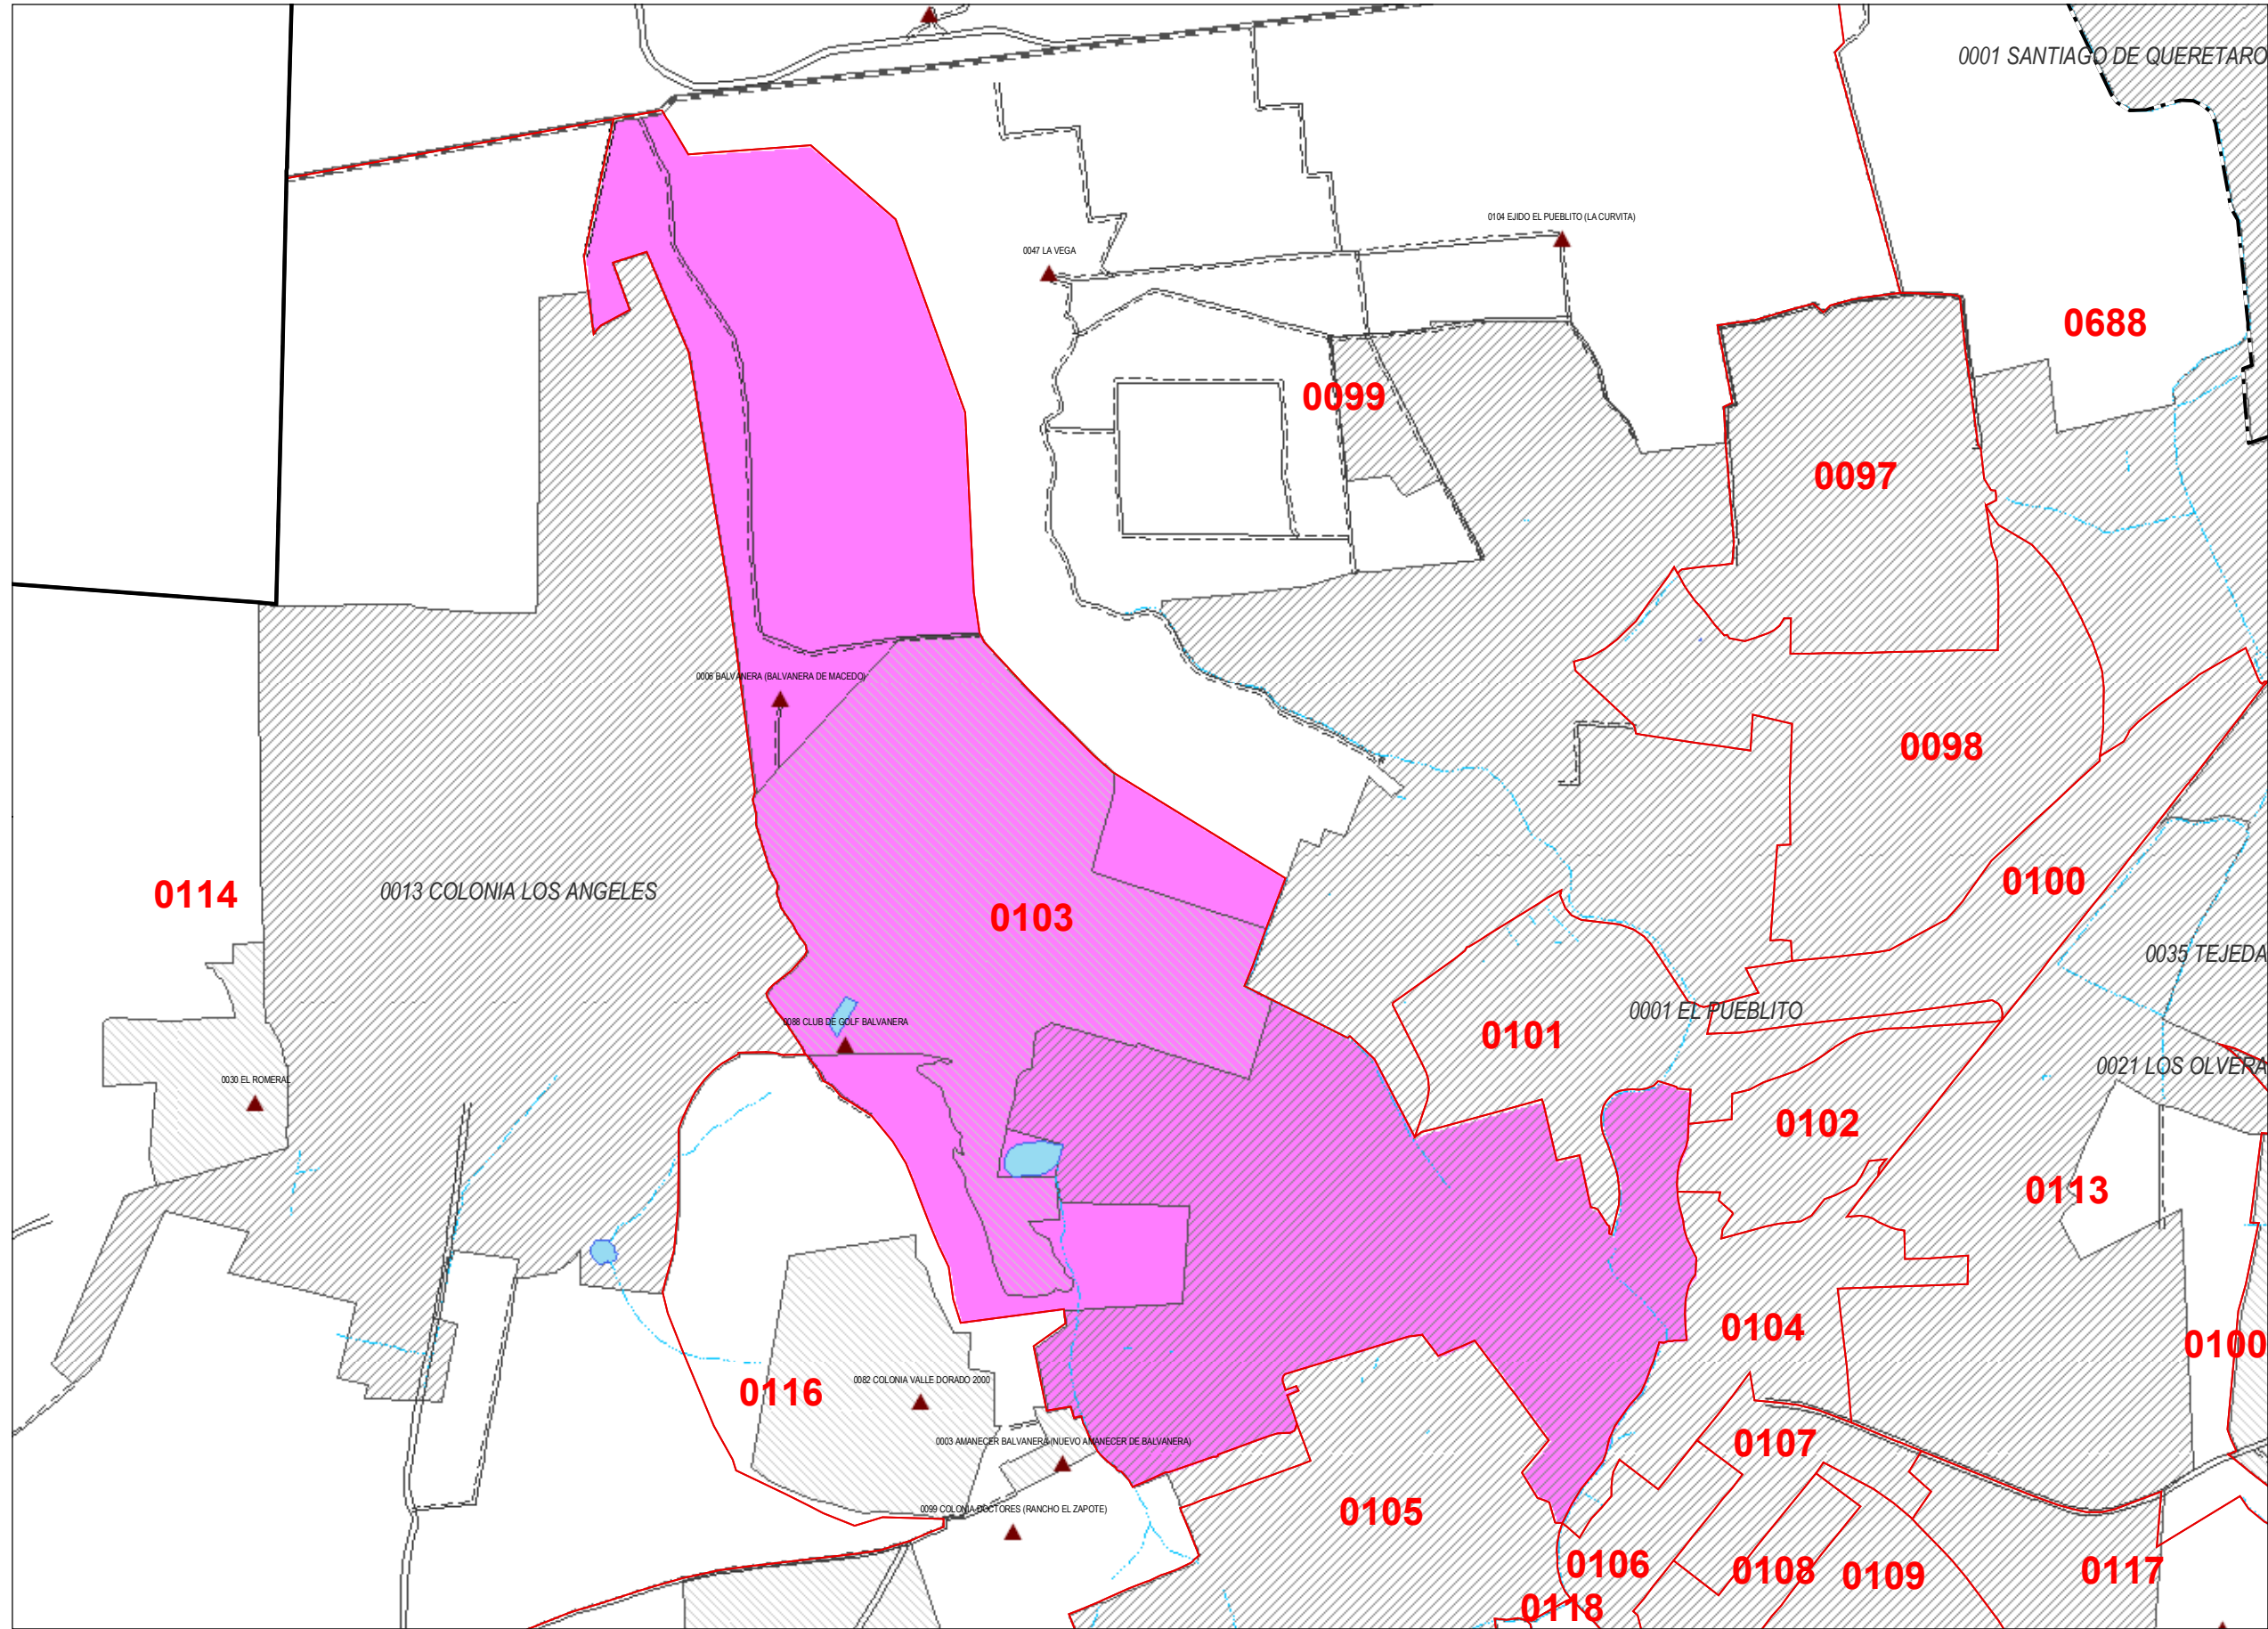 0001 SANTIAGO DE QUERETARO
0104 EJIDO EL PUEBLITO (LA CURVITA)
0047 LA VEGA
0688
0099
0097
0006 BALVANERA (BALVANERA DE MACEDO)
0098
0114
0013 COLONIA LOS ANGELES
0100
0103
0035 TEJEDA
0001 EL PUEBLITO
0088 CLUB DE GOLF BALVANERA
0101
0021 LOS OLVERA
0030 EL ROMERAL
0102
0113
0104
0100
0116
0082 COLONIA VALLE DORADO 2000
0003 AMANECER BALVANERA (NUEVO AMANECER DE BALVANERA)
0107
0099 COLONIA DOCTORES (RANCHO EL ZAPOTE)
0105
0106
0108
0109
0117
0118